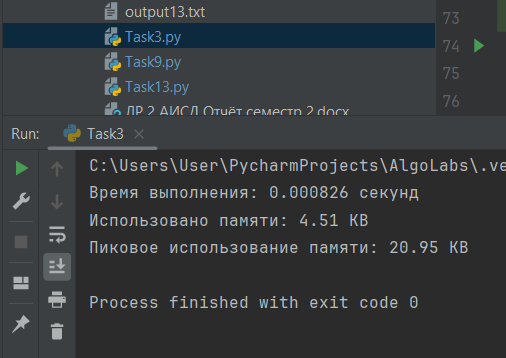 output13.txt
Task3.py
Task9.py
Task13.py
ЛР 2 АИСД Отчёт семестр 2.docx
73
74
75
76
Run:
Task3
C:\Users\User\PycharmProjects\AlgoLabs\.ve
Время выполнения: 0.000826 секунд
Использовано памяти: 4.51 KB
Пиковое использование памяти: 20.95 KB
Process finished with exit code 0